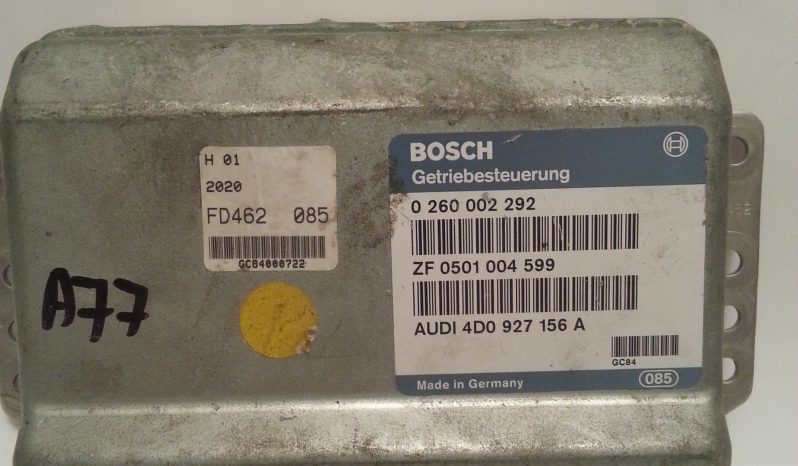 H 01
2020
FD462 085
GC84000722
A77
BOSCH
Getriebesteuerung
0 260 002 292
ZF 0501 004 599
AUDI 4D0 927 156 A
GC84
Made in Germany 085